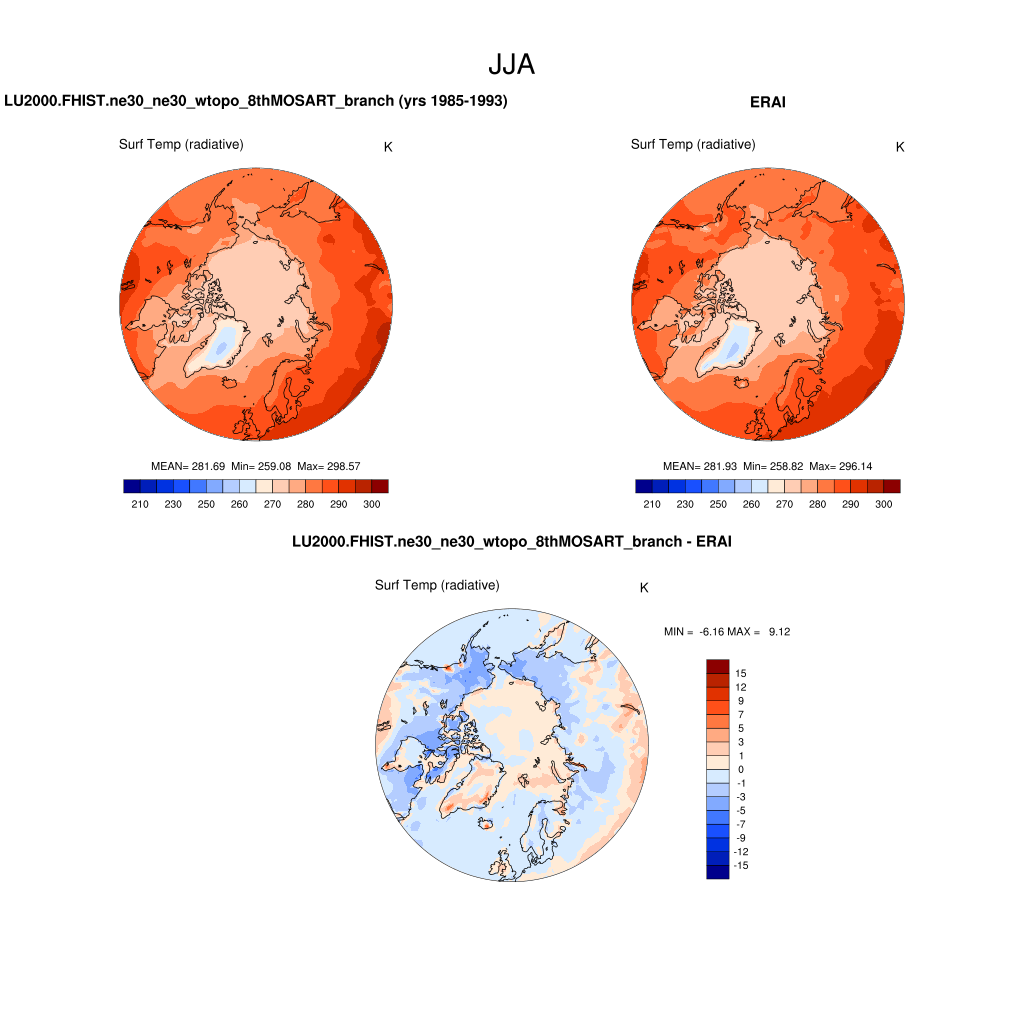 JJA
LU2000.FHIST.ne30_ne30_wtopo_8thMOSART_branch (yrs 1985-1993)
ERAI
Surf Temp (radiative) K
Surf Temp (radiative) K
MEAN= 281.69 Min= 259.08 Max= 298.57
MEAN= 281.93 Min= 258.82 Max= 296.14
210 230 250 260 270 280 290 300
210 230 250 260 270 280 290 300
LU2000.FHIST.ne30_ne30_wtopo_8thMOSART_branch - ERAI
Surf Temp (radiative) K
MIN = -6.16 MAX = 9.12
15
12
9
7
5
3
1
0
-1
-3
-5
-7
-9
-12
-15